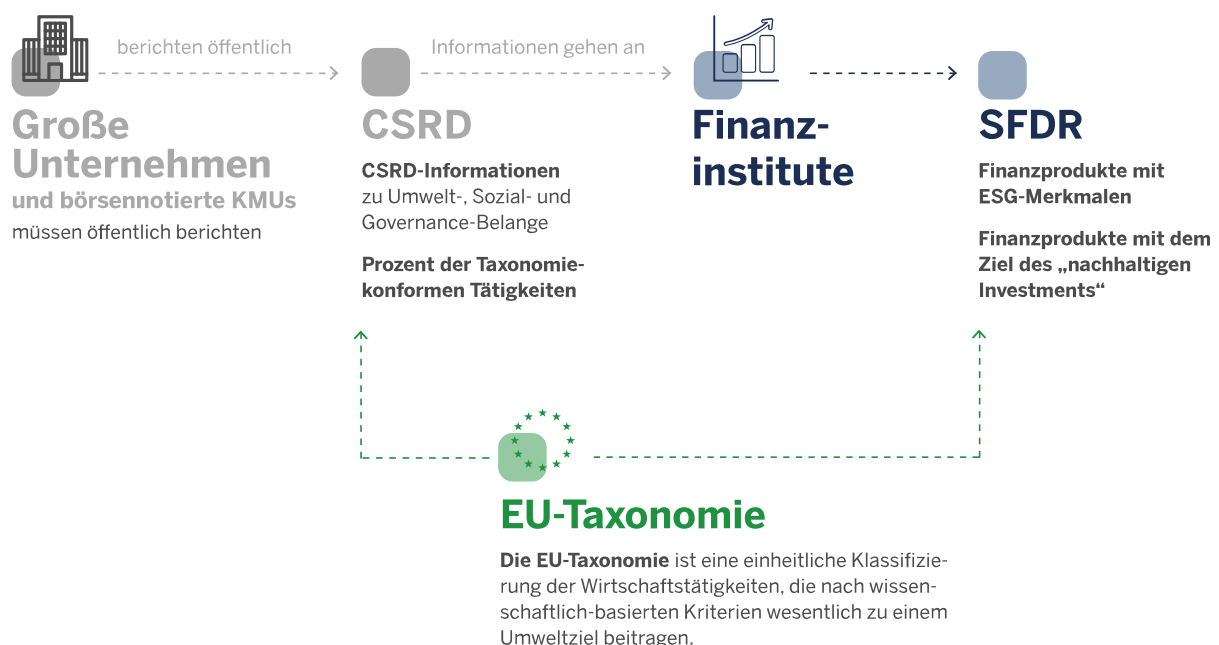 berichten öffentlich
Informationen gehen an
Große
Unternehmen
und börsennotierte KMUs
müssen öffentlich berichten
CSRD
CSRD-Informationen
zu Umwelt-, Sozial- und
Governance-Belange
Prozent der Taxonomie-
konformen Tätigkeiten
Finanz-
institute
SFDR
Finanzprodukte mit
ESG-Merkmalen
Finanzprodukte mit dem
Ziel des „nachhaltigen
Investments“
EU-Taxonomie
Die EU-Taxonomie ist eine einheitliche Klassifizie-
rung der Wirtschaftstätigkeiten, die nach wissen-
schaftlich-basierten Kriterien wesentlich zu einem
Umweltziel beitragen.